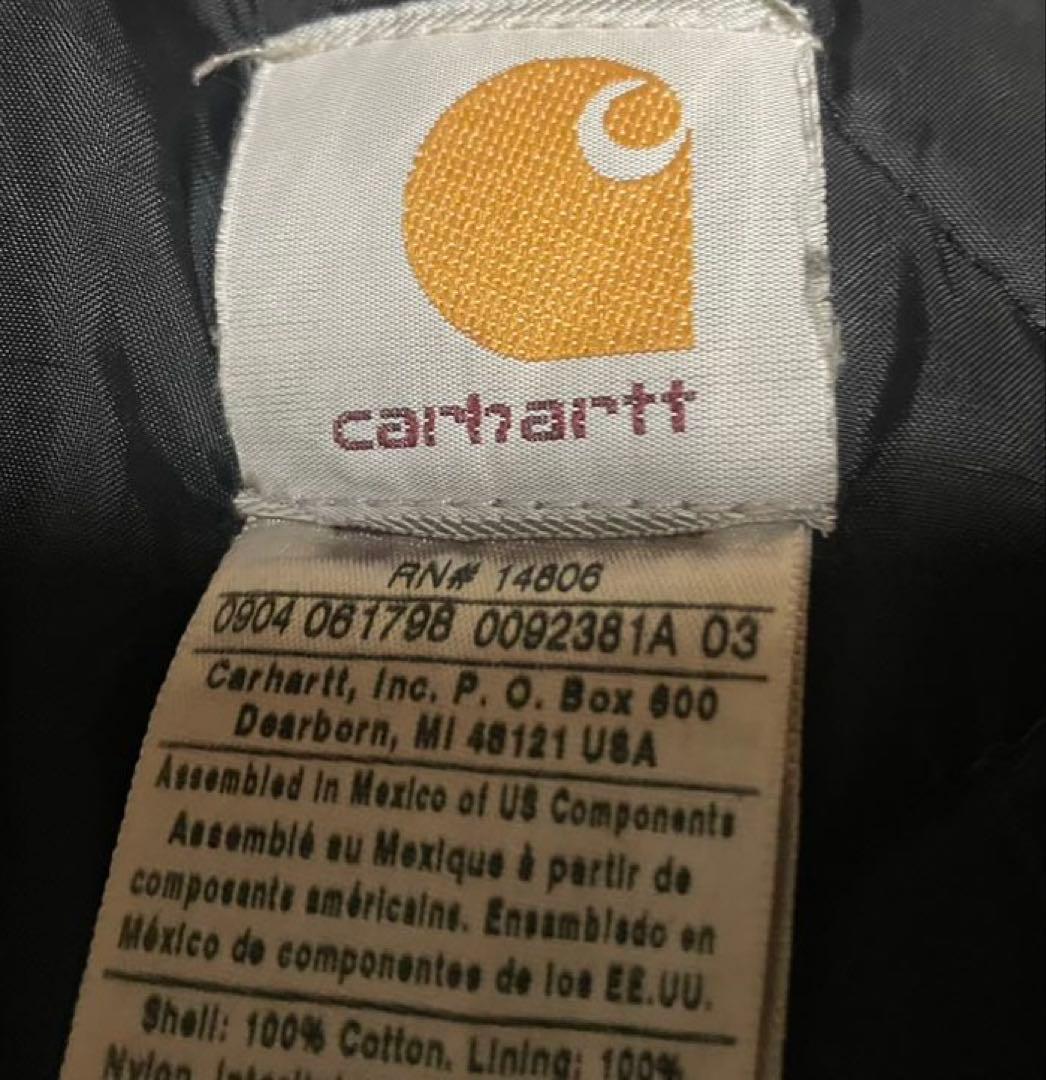 carhartt
RN# 14806
0904 061798 0092381A 03
Carhartt, Inc. P. O. Box 600
Dearborn, MI 48121 USA
Assembled in Mexico of US Components
Assemblé au Mexique à partir de
composants américains. Ensamblado en
México de componentes de los EE.UU.
Shell: 100% Cotton. Lining: 100%
Nylon.